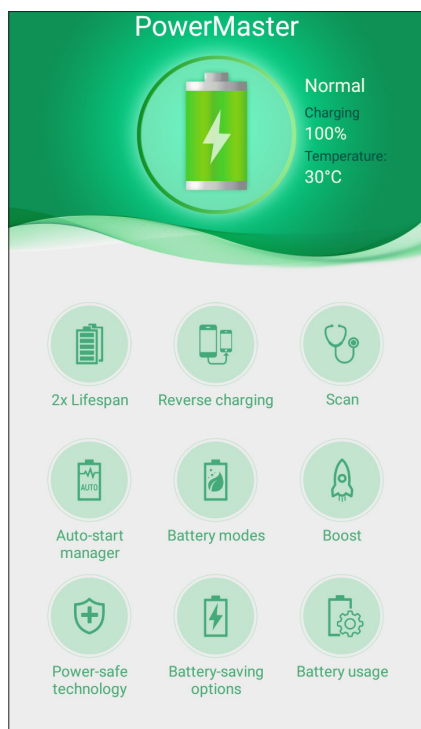 PowerMaster
Normal
Charging
100%
Temperature:
30°C
2x Lifespan
Reverse charging
Scan
AUTO
Auto-start
manager
Battery modes
Boost
Power-safe
technology
Battery-saving
options
Battery usage